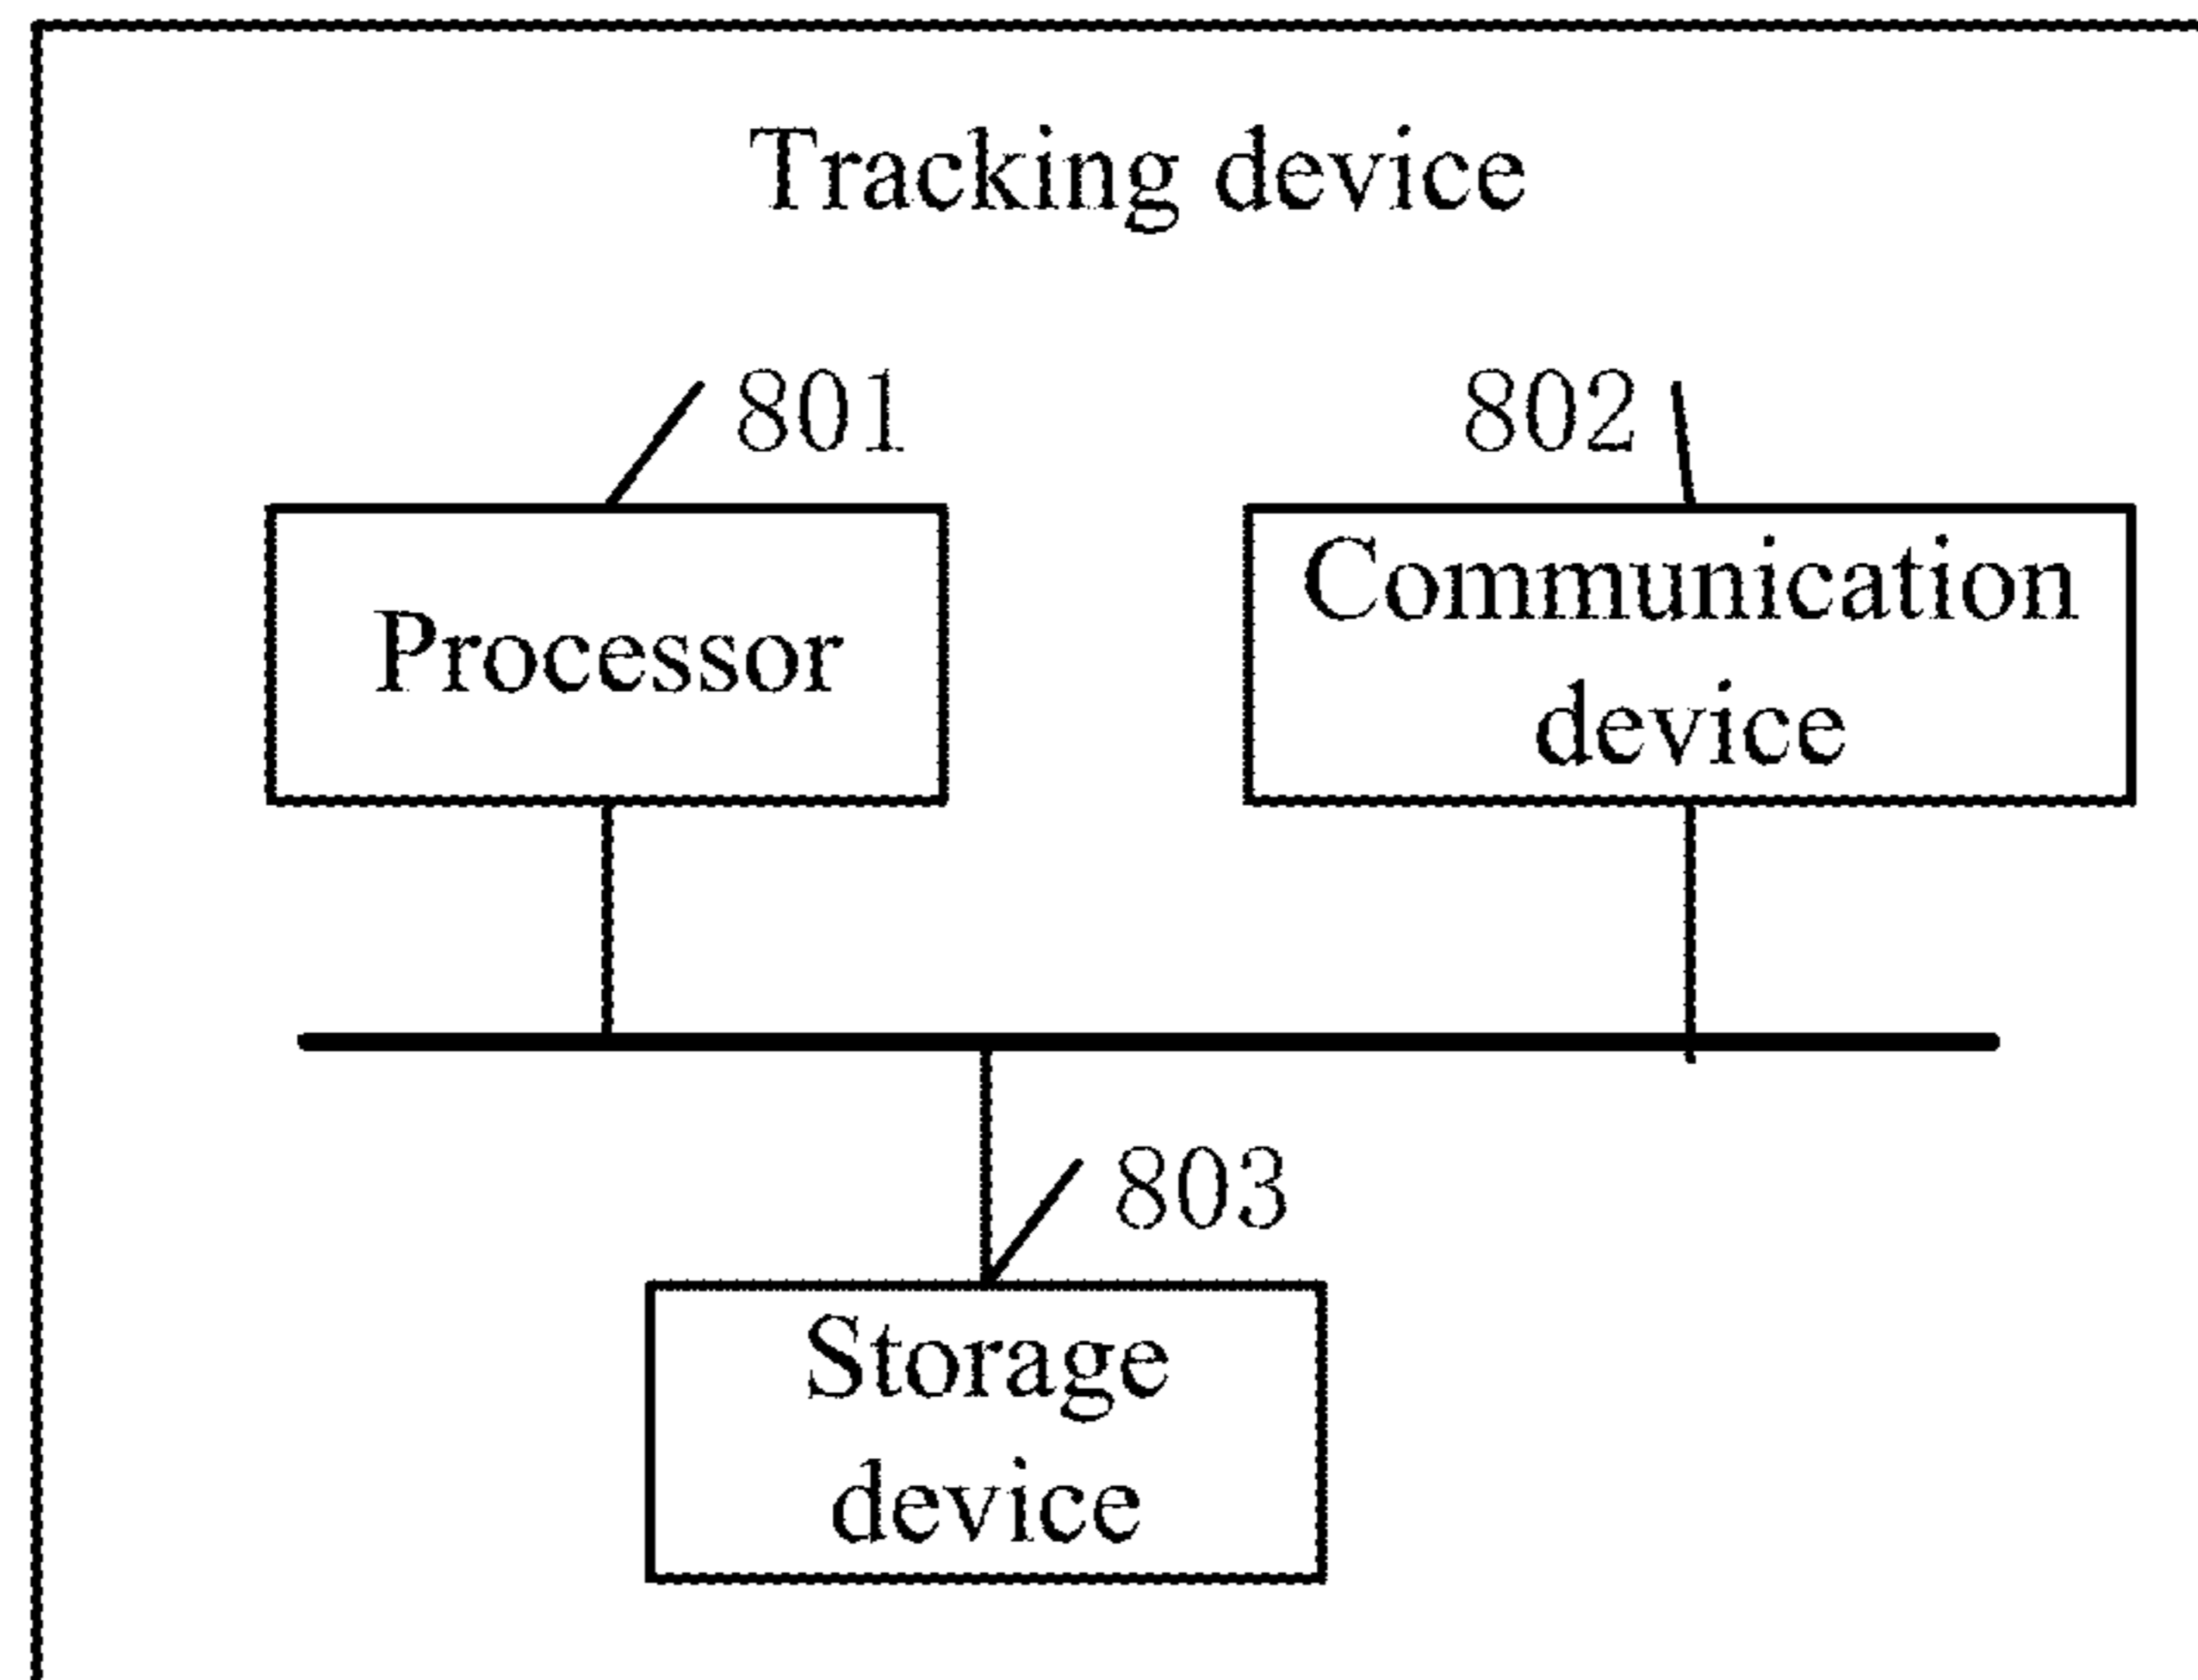 Tracking device
801
802
Processor
Communication
device
803
Storage
device